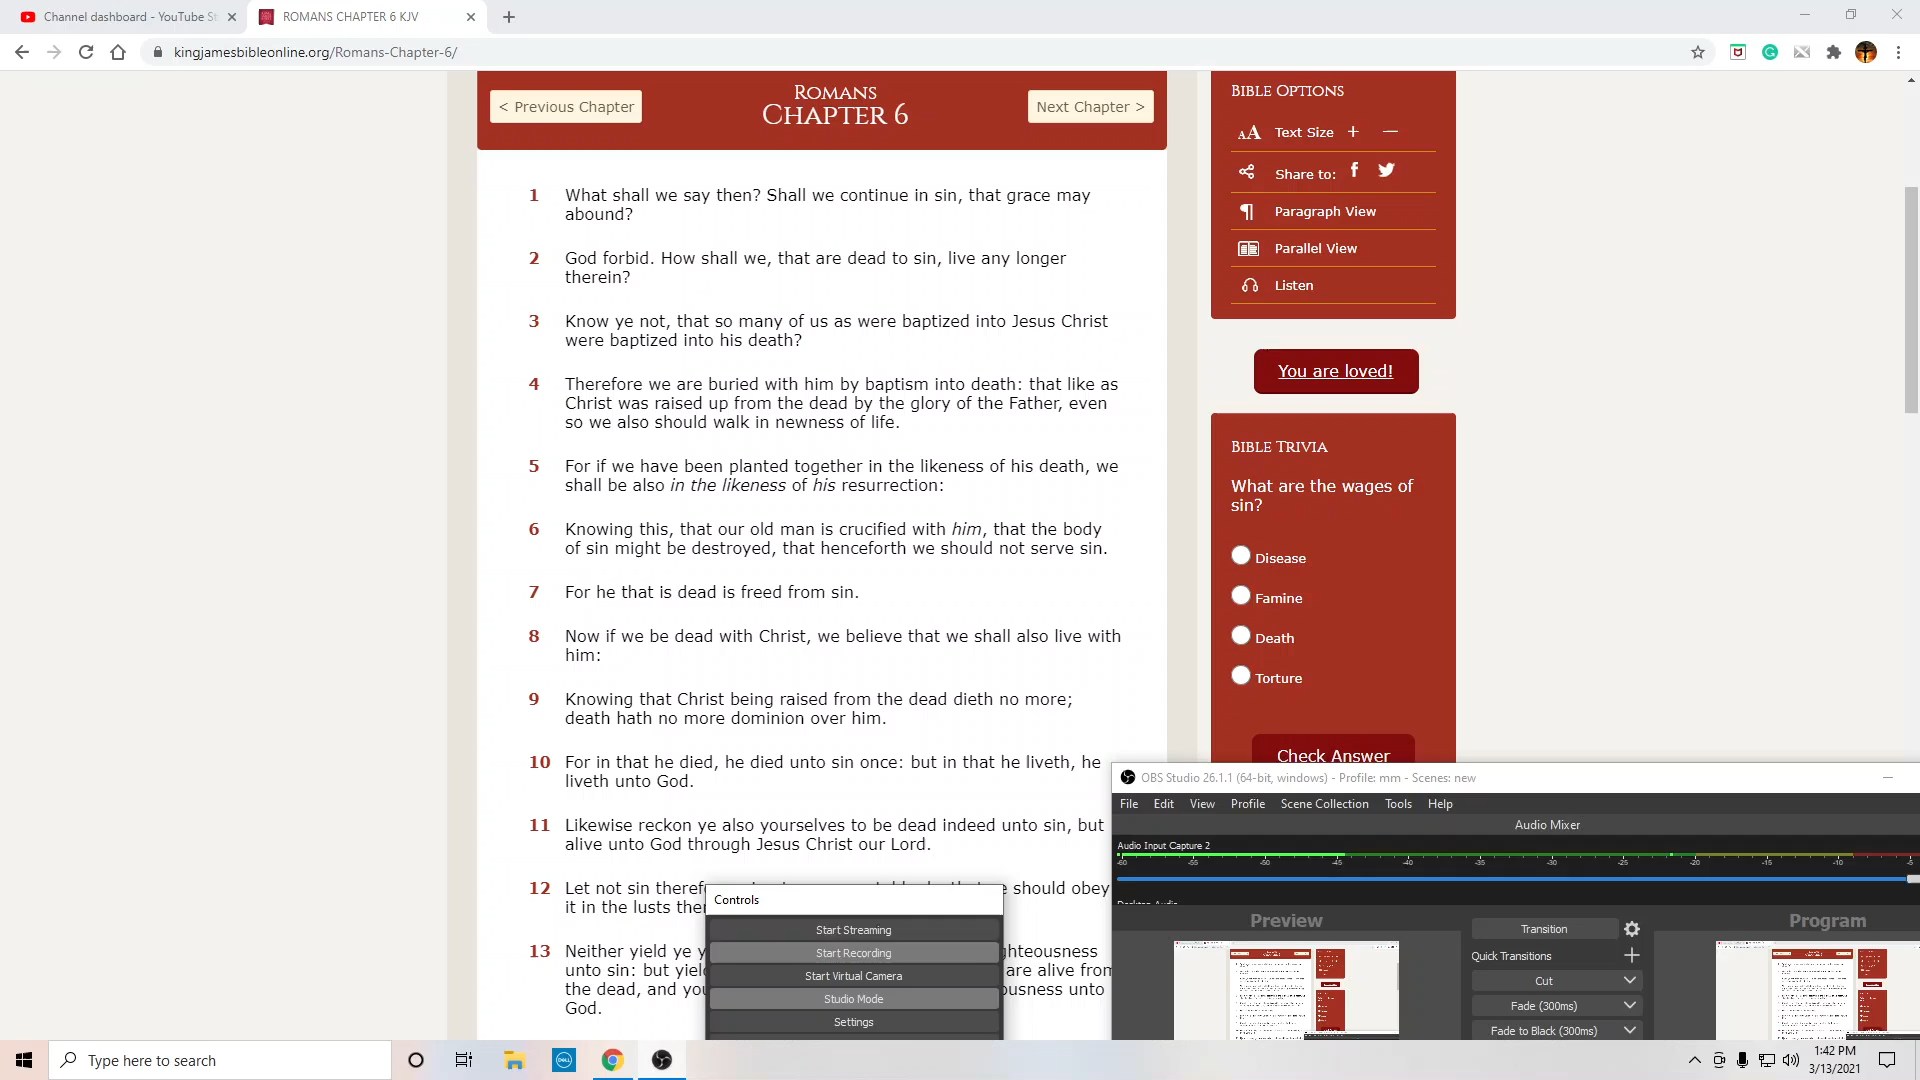 Channel dashboard - YouTube St
ROMANS CHAPTER 6 KJV
kingjamesbibleonline.org/Romans-Chapter-6/
< Previous Chapter
Romans
Chapter 6
Next Chapter >
1 What shall we say then? Shall we continue in sin, that grace may
abound?
2 God forbid. How shall we, that are dead to sin, live any longer
therein?
3 Know ye not, that so many of us as were baptized into Jesus Christ
were baptized into his death?
4 Therefore we are buried with him by baptism into death: that like as
Christ was raised up from the dead by the glory of the Father, even
so we also should walk in newness of life.
5 For if we have been planted together in the likeness of his death, we
shall be also in the likeness of his resurrection:
6 Knowing this, that our old man is crucified with him, that the body
of sin might be destroyed, that henceforth we should not serve sin.
7 For he that is dead is freed from sin.
8 Now if we be dead with Christ, we believe that we shall also live with
him:
9 Knowing that Christ being raised from the dead dieth no more;
death hath no more dominion over him.
10 For in that he died, he died unto sin once: but in that he liveth, he
liveth unto God.
11 Likewise reckon ye also yourselves to be dead indeed unto sin, but
alive unto God through Jesus Christ our Lord.
12 Let not sin theref should obey
it in the lusts
13 Neither yield ye
unto sin: but are alive from
the dead, and unto
God.
Bible Options
AA Text Size + —
Share to:
Paragraph View
Parallel View
Listen
You are loved!
Bible Trivia
What are the wages of
sin?
Disease
Famine
Death
Torture
Check Answer
Controls
Start Streaming
Start Recording
Start Virtual Camera
Studio Mode
Settings
OBS Studio 26.1.1 (64-bit, windows) - Profile: mm - Scenes: new
File Edit View Profile Scene Collection Tools Help
Audio Mixer
Audio Input Capture 2
-60 -55 -50 -45 -40 -35 -30 -25 -20 -15 -10 -5
Desktop Audio
Preview
Transition
Program
Quick Transitions
Cut
Fade (300ms)
Fade to Black (300ms)
Type here to search
DELL
1:42 PM
3/13/2021